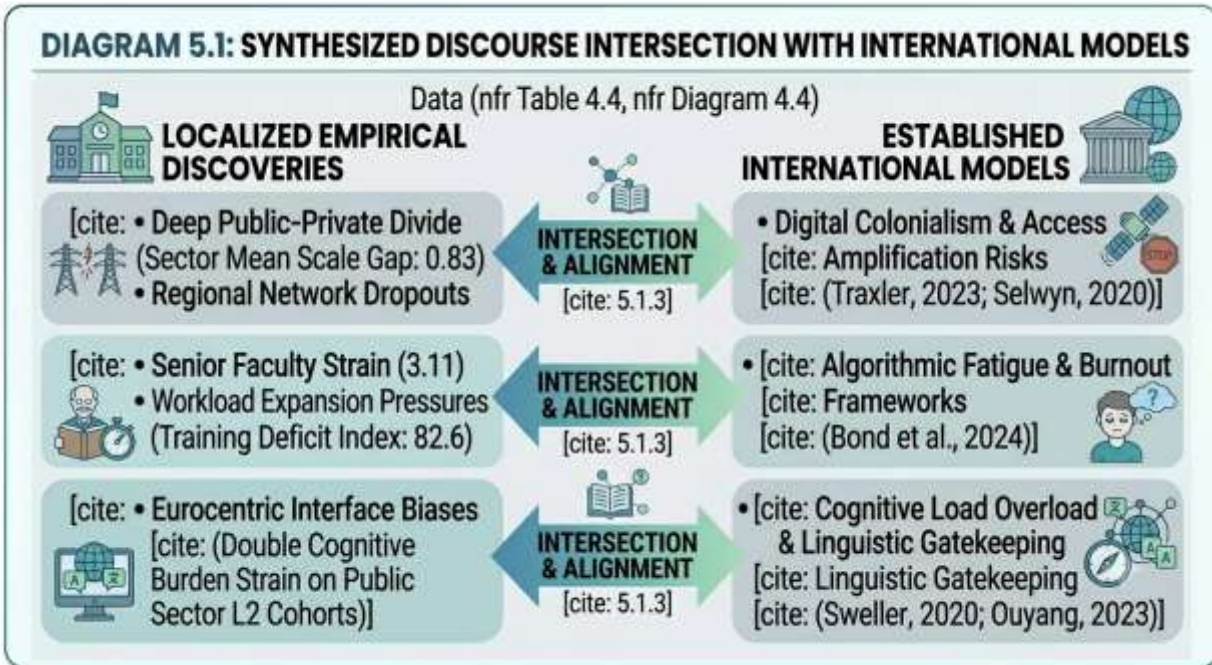 DIAGRAM 5.1: SYNTHESIZED DISCOURSE INTERSECTION WITH INTERNATIONAL MODELS
Data (nfr Table 4.4, nfr Diagram 4.4)
LOCALIZED EMPIRICAL
DISCOVERIES
ESTABLISHED
INTERNATIONAL MODELS
[cite: • Deep Public-Private Divide
(Sector Mean Scale Gap: 0.83)
• Regional Network Dropouts
INTERSECTION
& ALIGNMENT
[cite: 5.1.3]
• Digital Colonialism & Access
[cite: Amplification Risks
[cite: (Traxler, 2023; Selwyn, 2020)]
STOP
[cite: • Senior Faculty Strain (3.11)
• Workload Expansion Pressures
(Training Deficit Index: 82.6)
INTERSECTION
& ALIGNMENT
[cite: 5.1.3]
• [cite: Algorithmic Fatigue & Burnout
[cite: Frameworks
[cite: (Bond et al., 2024)]
?
[cite: • Eurocentric Interface Biases
[cite: (Double Cognitive
Burden Strain on Public
Sector L2 Cohorts)]
A 文
INTERSECTION
& ALIGNMENT
[cite: 5.1.3]
• [cite: Cognitive Load Overload
& Linguistic Gatekeeping
[cite: Linguistic Gatekeeping
[cite: (Sweller, 2020; Ouyang, 2023)]